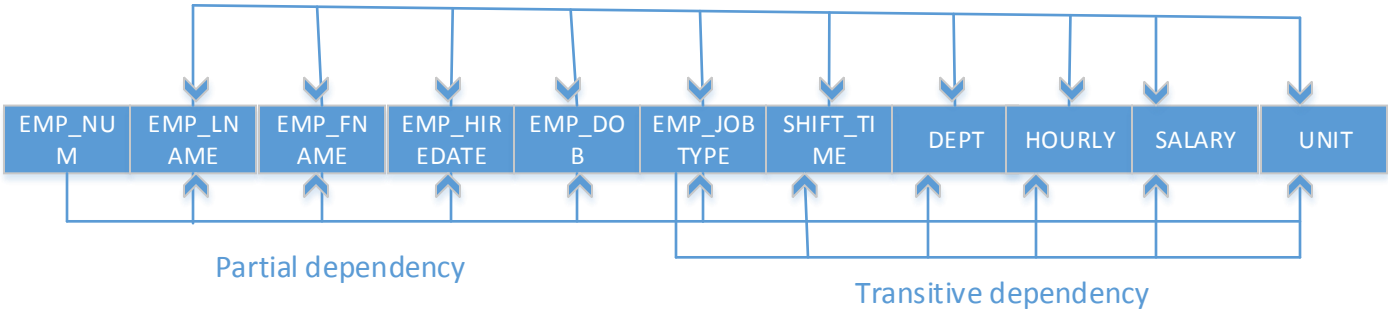 EMP_NU
M
EMP_LN
AME
EMP_FN
AME
EMP_HIR
EDATE
EMP_DO
B
EMP_JOB
TYPE
SHIFT_TI
ME
DEPT
HOURLY
SALARY
UNIT
Partial dependency
Transitive dependency